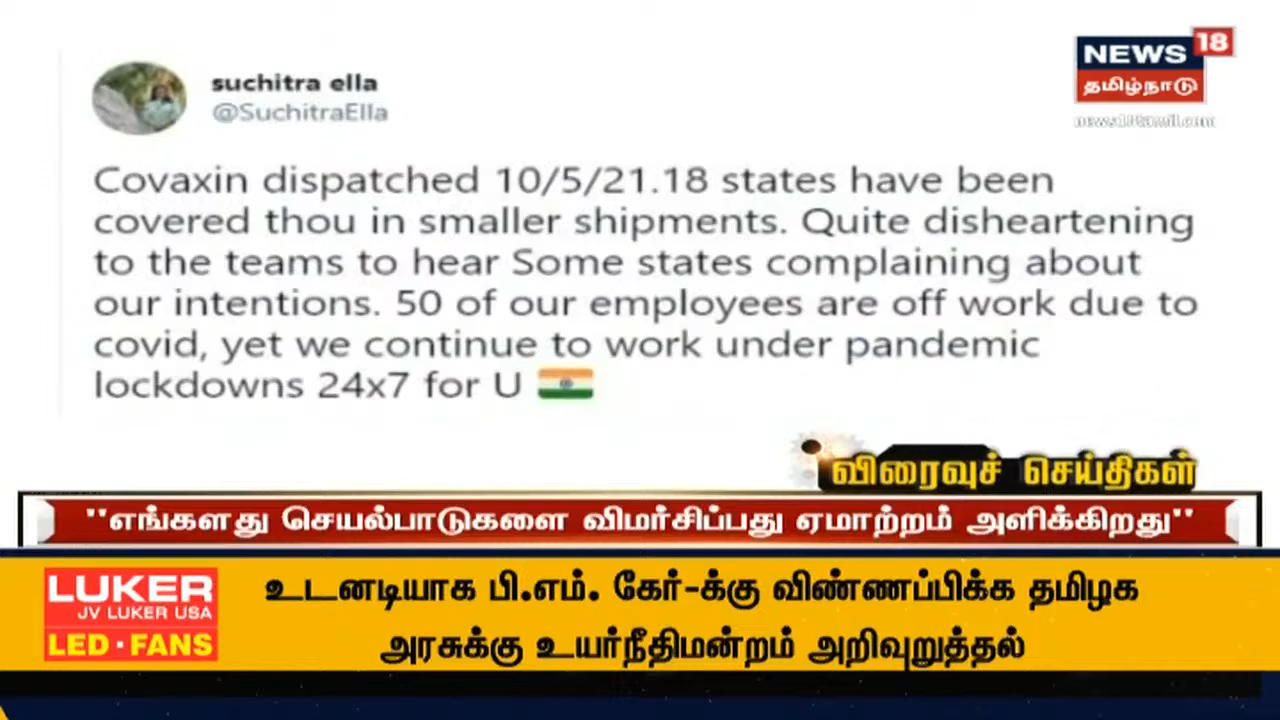 suchitra ella
@SuchitraElla
NEWS 18
தமிழ்நாடு
news18tamil.com
Covaxin dispatched 10/5/21.18 states have been
covered thou in smaller shipments. Quite disheartening
to the teams to hear Some states complaining about
our intentions. 50 of our employees are off work due to
covid, yet we continue to work under pandemic
lockdowns 24x7 for U
விரைவுச் செய்திகள்
"எங்களது செயல்பாடுகளை விமர்சிப்பது ஏமாற்றம் அளிக்கிறது"
LUKER
JV LUKER USA
LED · FANS
உடனடியாக பி.எம். கேர்-க்கு விண்ணப்பிக்க தமிழக
அரசுக்கு உயர்நீதிமன்றம் அறிவுறுத்தல்